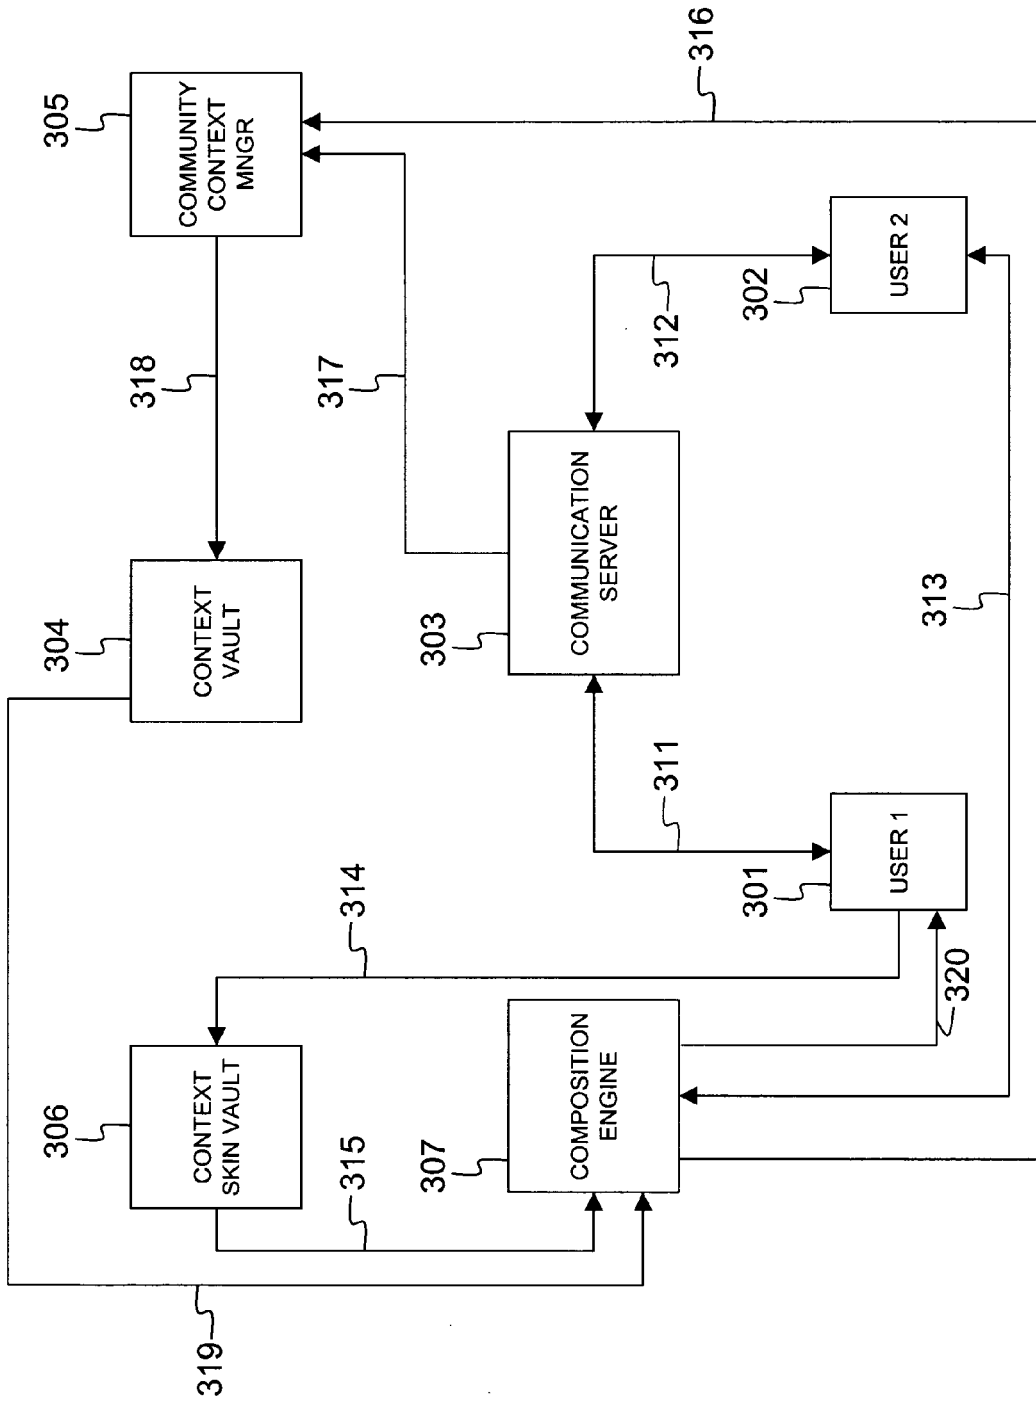 306
304
305
318
CONTEXT
SKIN VAULT
CONTEXT
VAULT
COMMUNITY
CONTEXT
MNGR
319
317
315
314
307
303
COMPOSITION
ENGINE
COMMUNICATION
SERVER
311
312
316
301
302
USER 1
USER 2
313
320